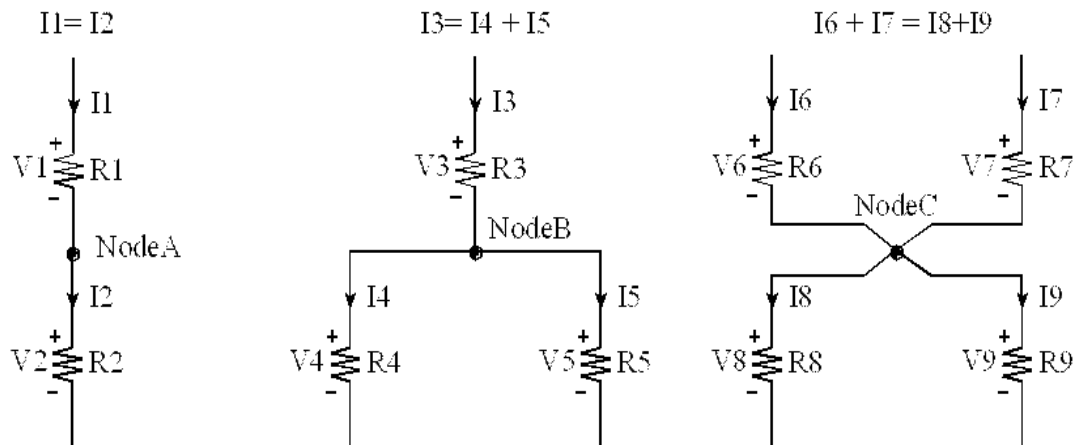 I1= I2
I3= I4 + I5
I6 + I7 = I8+I9
I1
I3
I6
I7
V1
R1
V3
R3
V6
R6
V7
R7
NodeA
NodeB
NodeC
I2
I4
I5
I8
I9
V2
R2
V4
R4
V5
R5
V8
R8
V9
R9